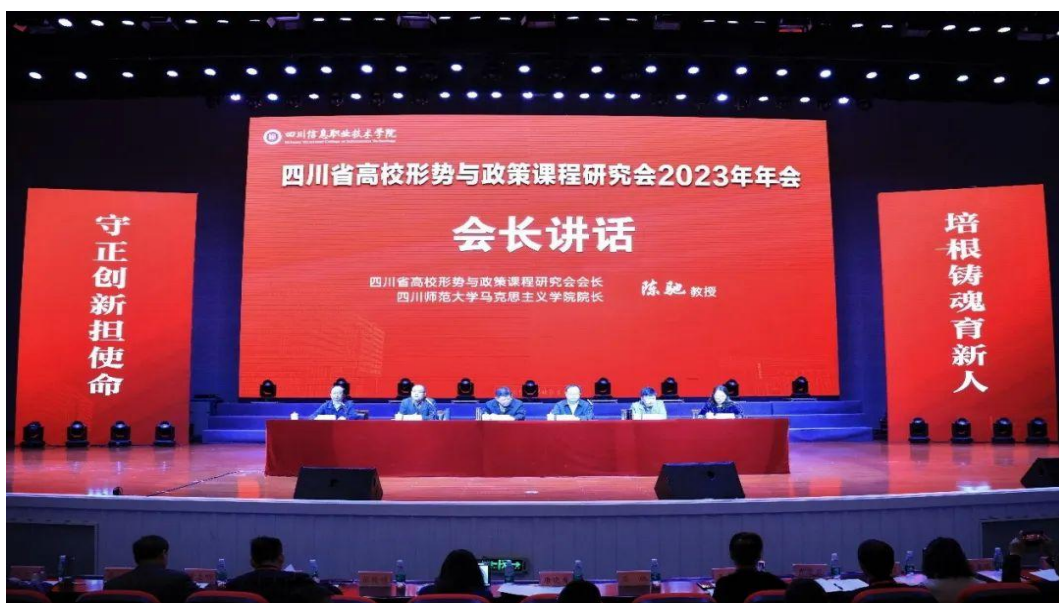 四川信息职业技术学院
四川省高校形势与政策课程研究会2023年年会
会长讲话
四川省高校形势与政策课程研究会会长
四川师范大学马克思主义学院院长
陈驰 教授
守正创新担使命
培根铸魂育新人